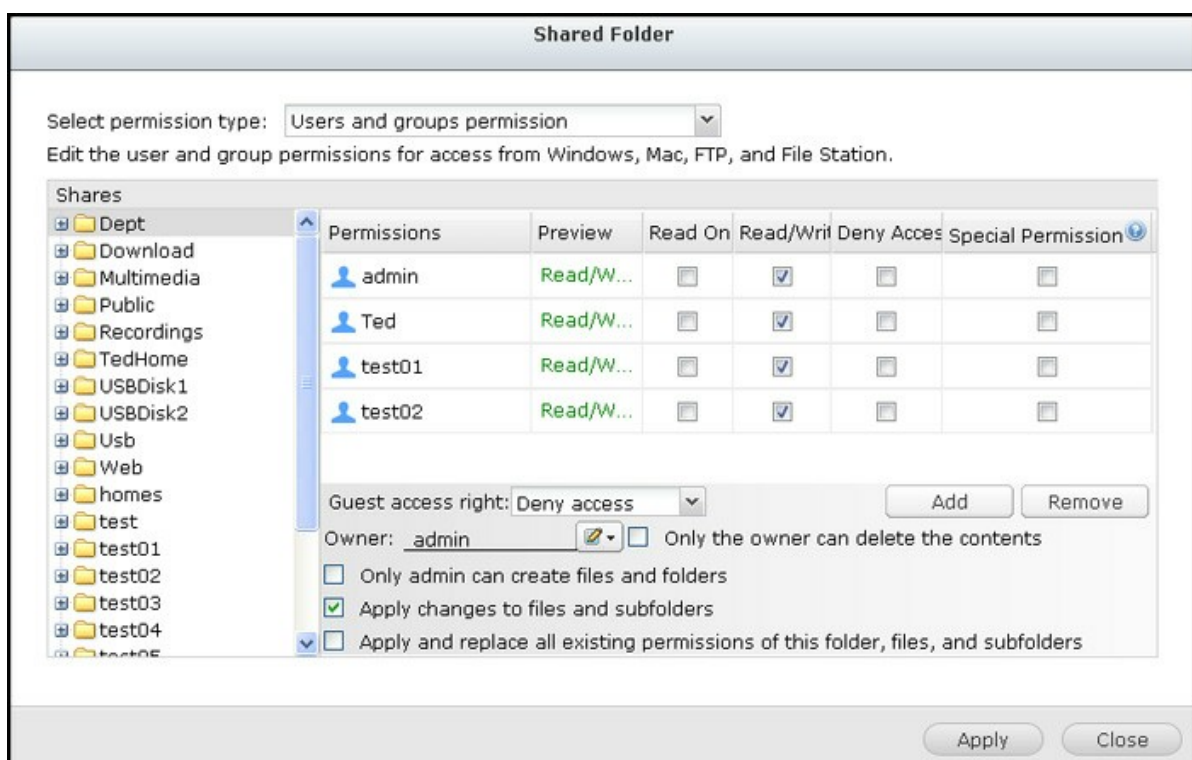 Shared Folder
Select permission type: Users and groups permission
Edit the user and group permissions for access from Windows, Mac, FTP, and File Station.
Shares
Dept
Download
Multimedia
Public
Recordings
TedHome
USBDisk1
USBDisk2
Usb
Web
homes
test
test01
test02
test03
test04
test05
Permissions Preview Read On Read/Writ Deny Acces Special Permission
admin Read/W...
Ted Read/W...
test01 Read/W...
test02 Read/W...
Guest access right: Deny access Add Remove
Owner: admin Only the owner can delete the contents
Only admin can create files and folders
Apply changes to files and subfolders
Apply and replace all existing permissions of this folder, files, and subfolders
Apply Close